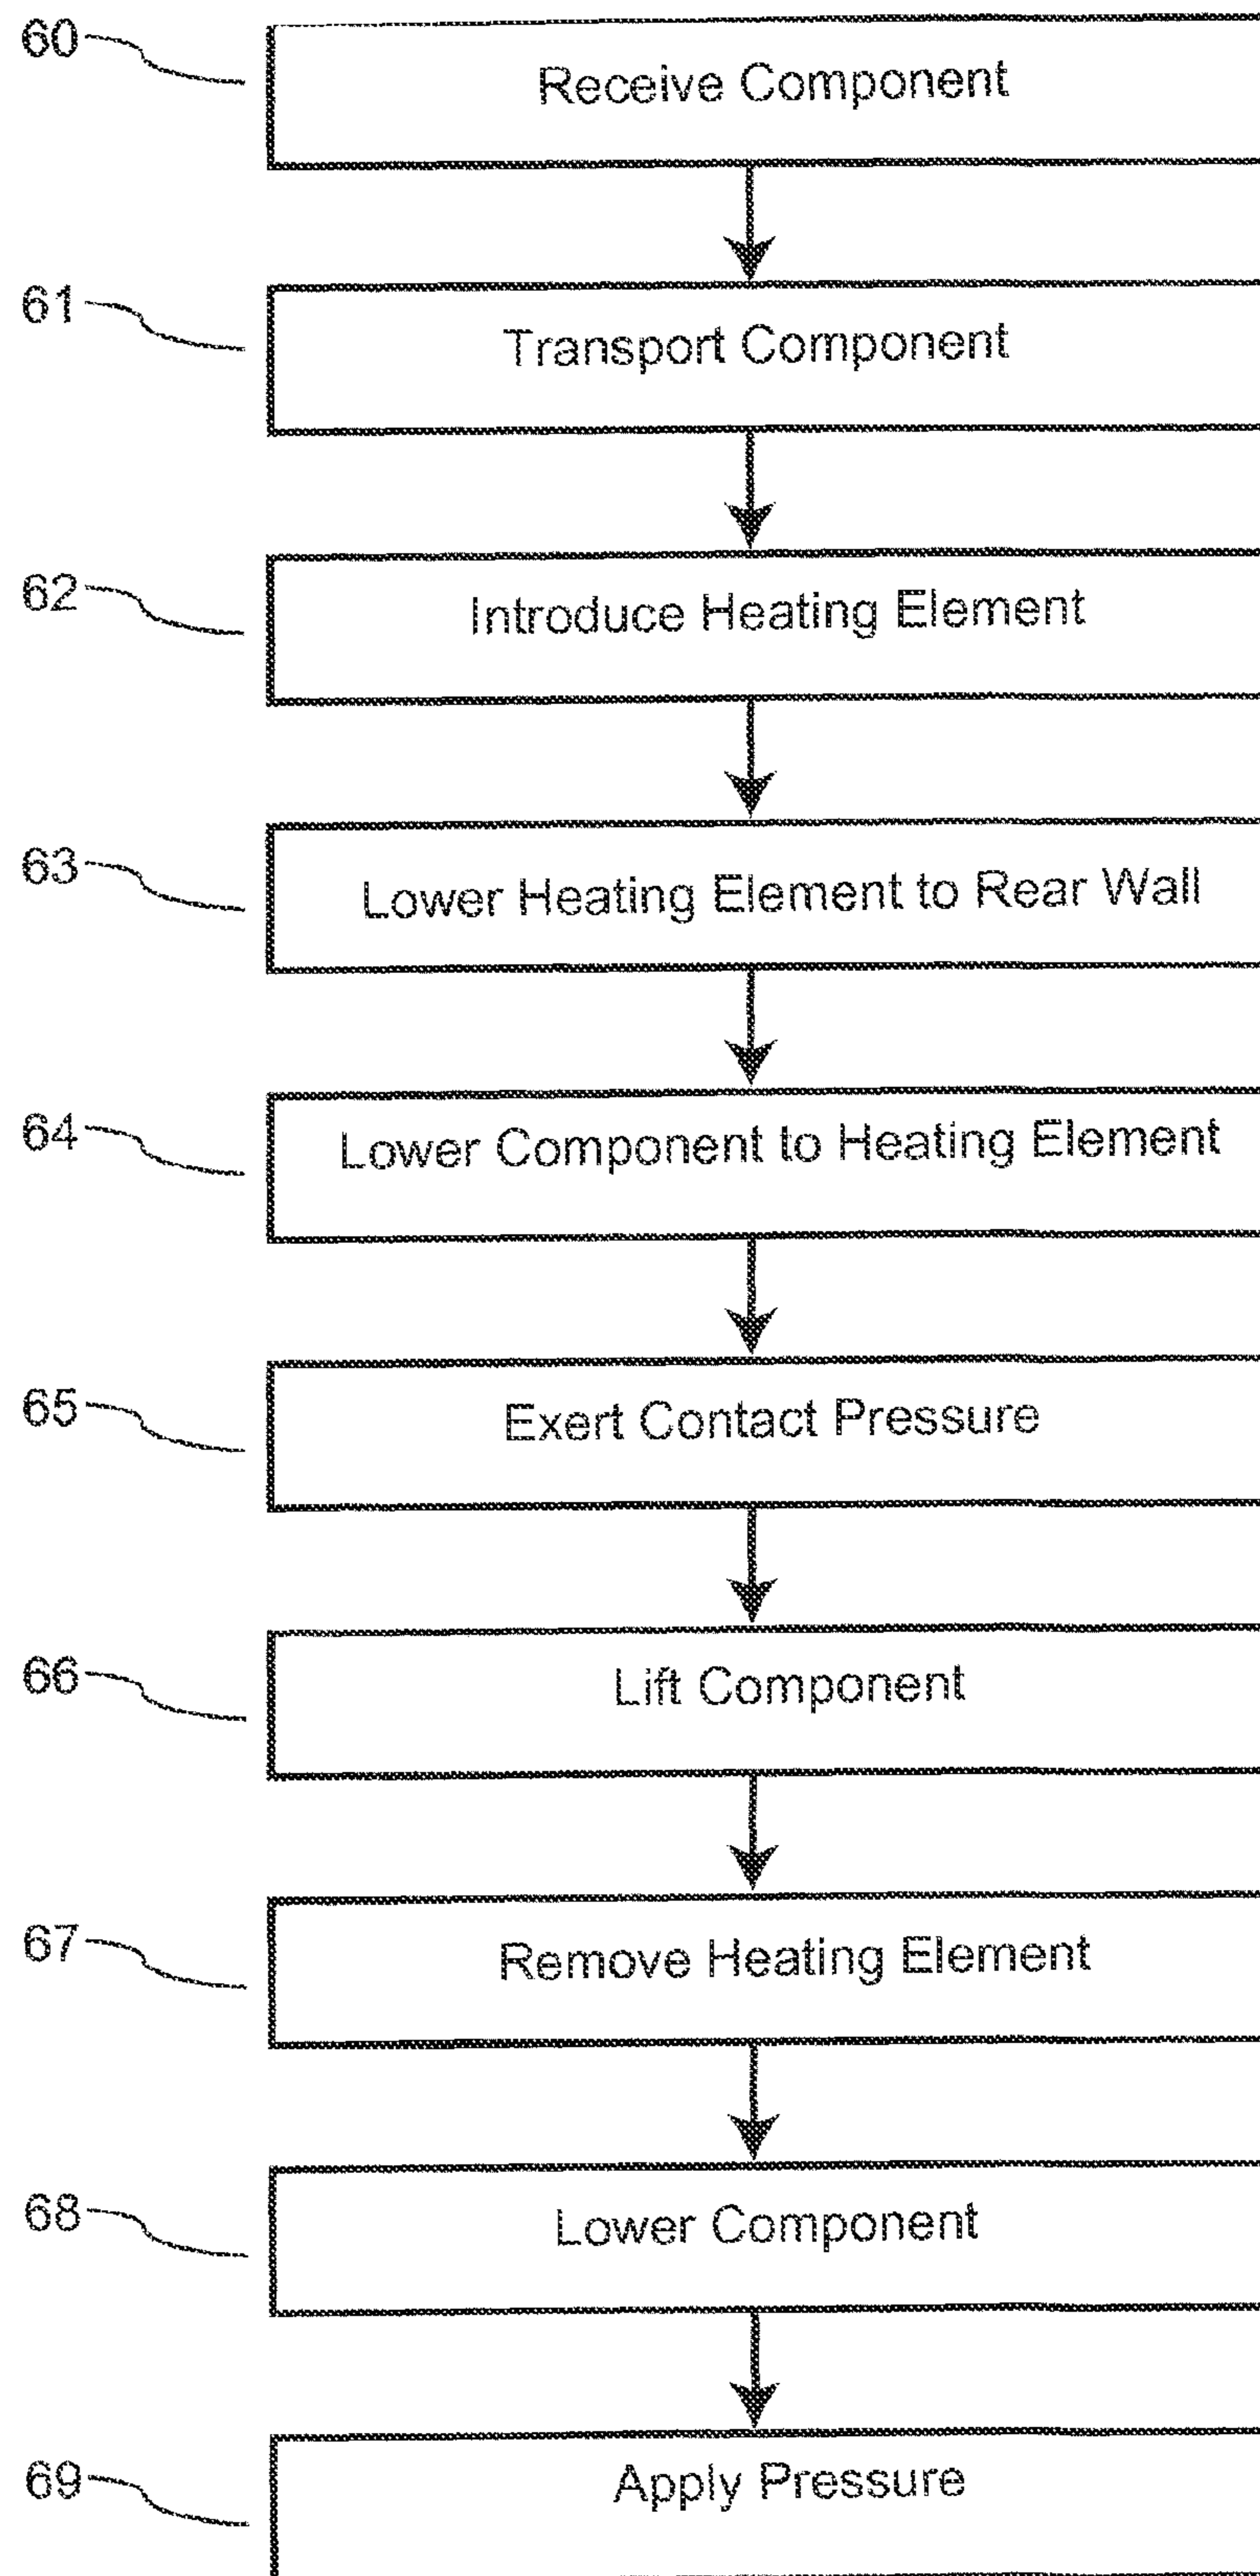 60
Receive Component
61
Transport Component
62
Introduce Heating Element
63
Lower Heating Element to Rear Wall
64
Lower Component to Heating Element
65
Exert Contact Pressure
66
Lift Component
67
Remove Heating Element
68
Lower Component
69
Apply Pressure